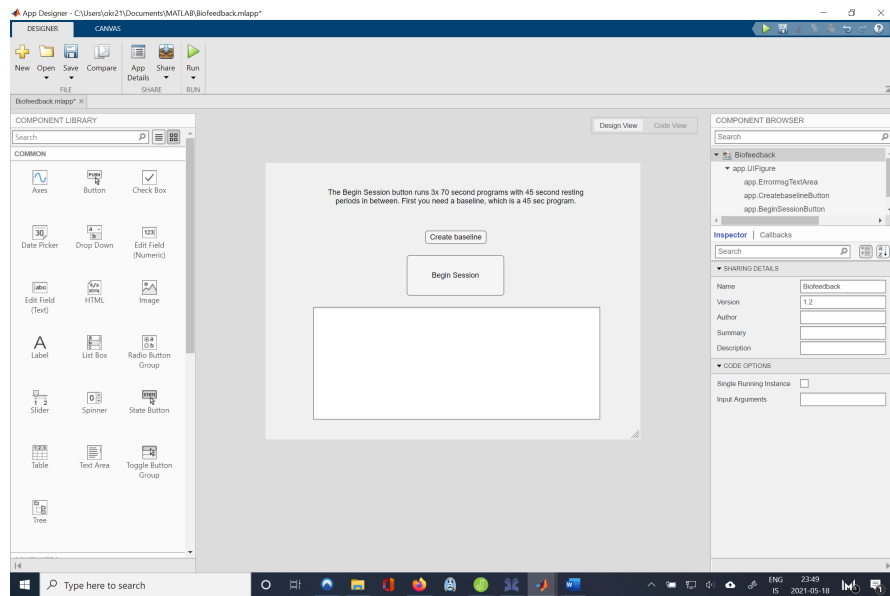 App Designer - C:\Users\okr21\Documents\MATLAB\Biofeedback.mlapp*
DESIGNER CANVAS
New Open Save Compare App Details Share Run
FILE SHARE RUN
Biofeedback.mlapp*
COMPONENT LIBRARY
Search
COMMON
Axes Button Check Box
Date Picker Drop Down Edit Field (Numeric)
Edit Field (Text) HTML Image
Label List Box Radio Button Group
Slider Spinner State Button
Table Text Area Toggle Button Group
Tree
Design View Code View
The Begin Session button runs 3x 70 second programs with 45 second resting
periods in between. First you need a baseline, which is a 45 sec program.
Create baseline
Begin Session
COMPONENT BROWSER
Search
Biofeedback
app.UIFigure
app.ErrormsgTextArea
app.CreatebaselineButton
app.BeginSessionButton
Inspector | Callbacks
Search
SHARING DETAILS
Name Biofeedback
Version 1.2
Author
Summary
Description
CODE OPTIONS
Single Running Instance
Input Arguments
Type here to search
ENG 23:49
IS 2021-05-18